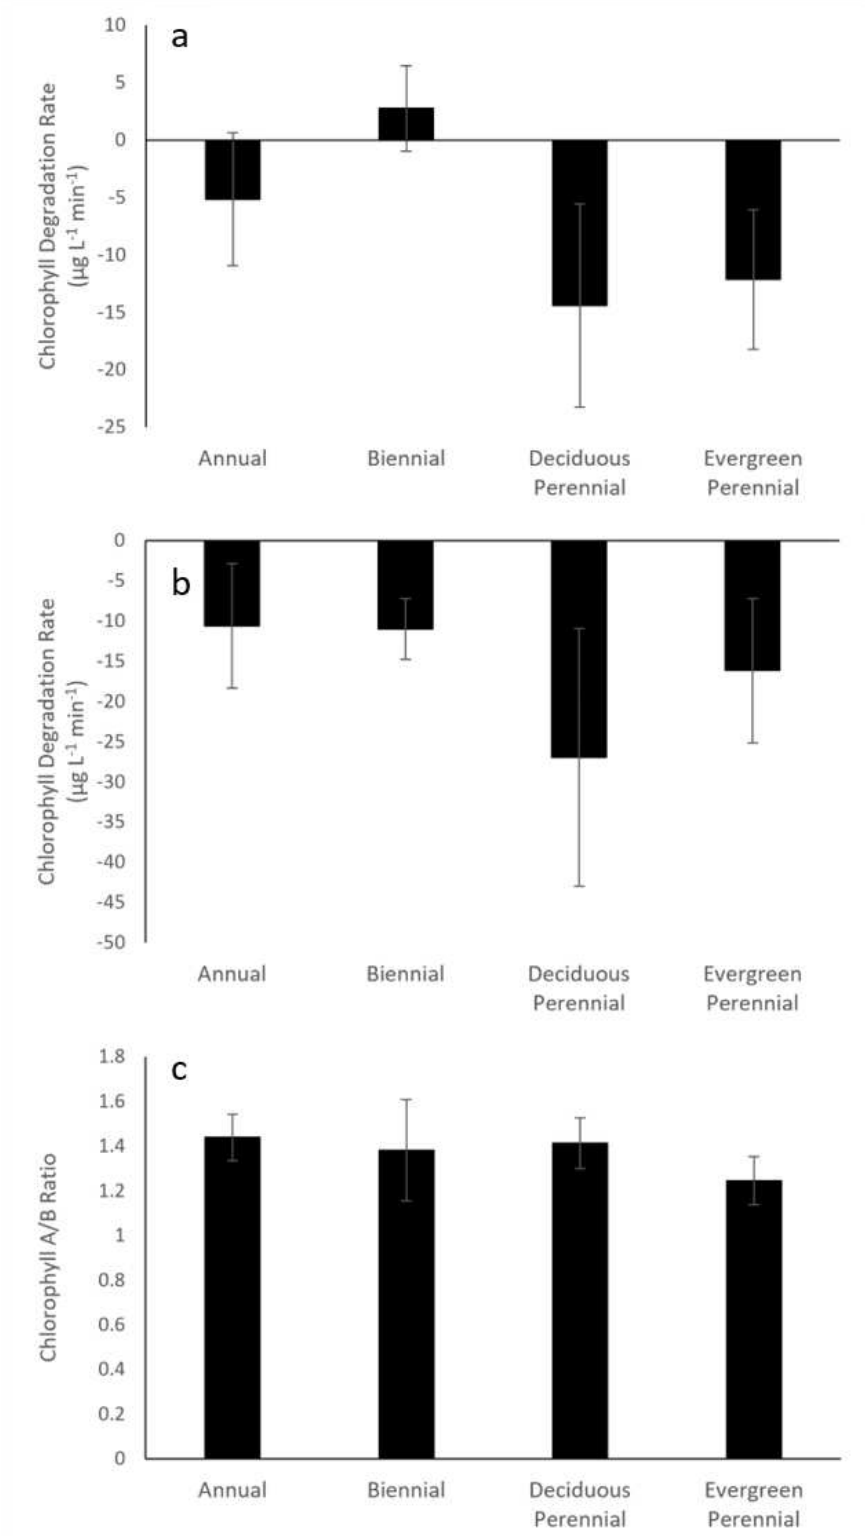 a
10
5
0
-5
-10
-15
-20
-25
Chlorophyll Degradation Rate
(µg L⁻¹ min⁻¹)
Annual
Biennial
Deciduous
Perennial
Evergreen
Perennial
b
0
-5
-10
-15
-20
-25
-30
-35
-40
-45
-50
Chlorophyll Degradation Rate
(µg L⁻¹ min⁻¹)
Annual
Biennial
Deciduous
Perennial
Evergreen
Perennial
c
1.8
1.6
1.4
1.2
1
0.8
0.6
0.4
0.2
0
Chlorophyll A/B Ratio
Annual
Biennial
Deciduous
Perennial
Evergreen
Perennial